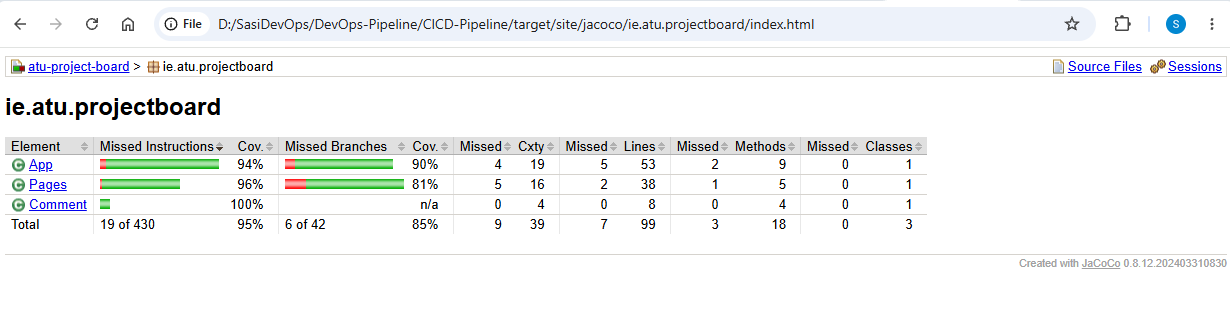 File D:/SasiDevOps/DevOps-Pipeline/CICD-Pipeline/target/site/jacoco/ie.atu.projectboard/index.html S
atu-project-board > ie.atu.projectboard Source Files Sessions
ie.atu.projectboard
Element Missed Instructions Cov. Missed Branches Cov. Missed Cxty Missed Lines Missed Methods Missed Classes
C App 94% 90% 4 19 5 53 2 9 0 1
C Pages 96% 81% 5 16 2 38 1 5 0 1
C Comment 100% n/a 0 4 0 8 0 4 0 1
Total 19 of 430 95% 6 of 42 85% 9 39 7 99 3 18 0 3
Created with JaCoCo 0.8.12.202403310830